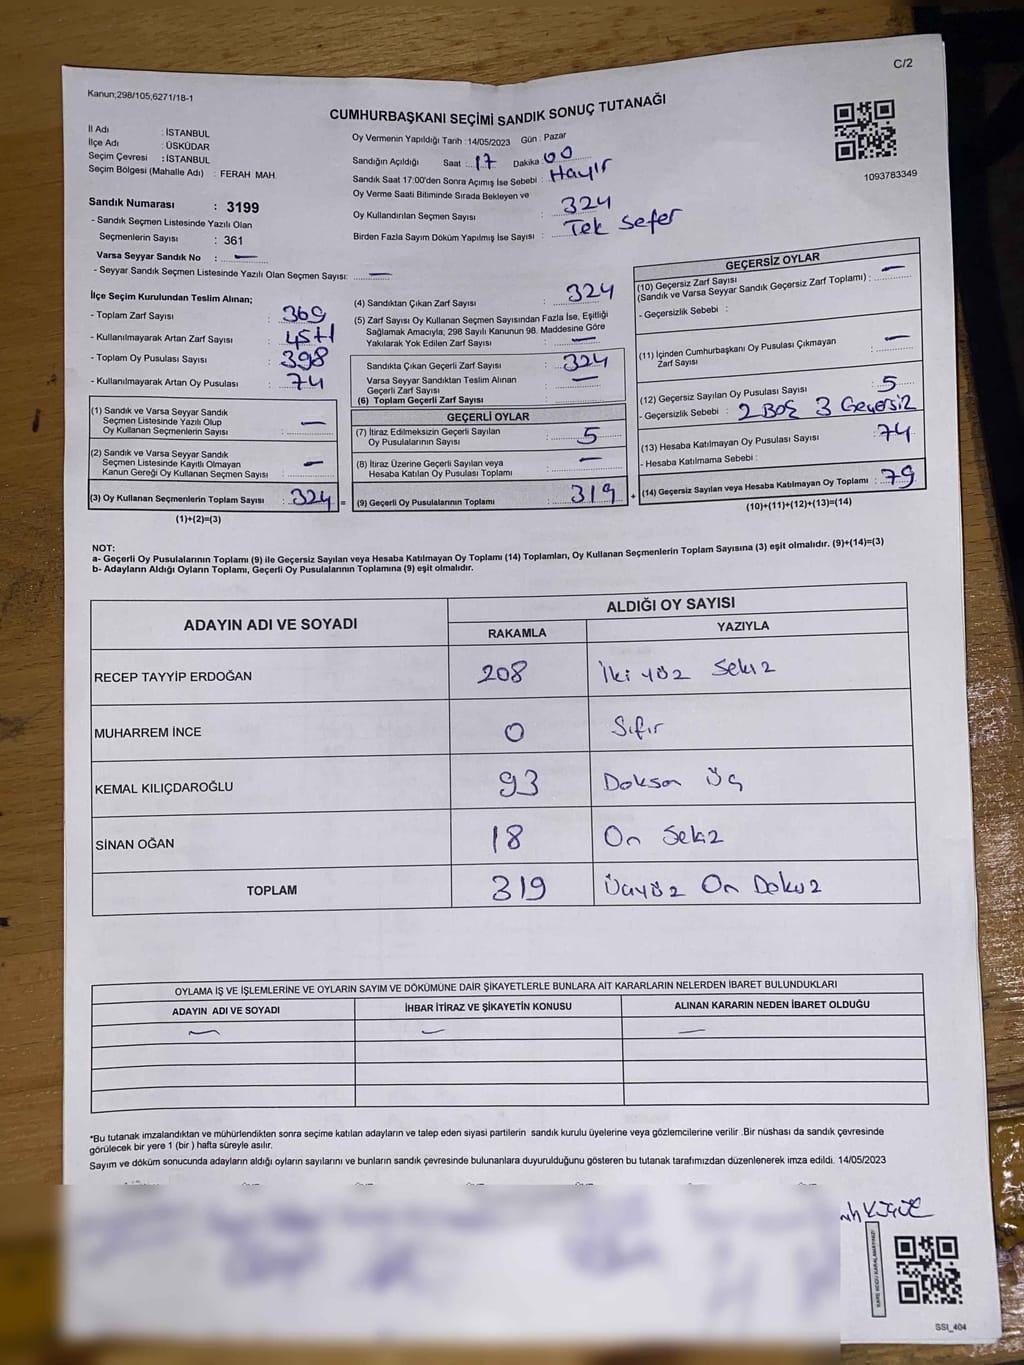 C/2
Kanun;298/105,6271/18-1
CUMHURBAŞKANI SEÇİMİ SANDIK SONUÇ TUTANAĞI
1093783349
İl Adı : İSTANBUL
İlçe Adı : ÜSKÜDAR
Seçim Çevresi : İSTANBUL
Seçim Bölgesi (Mahalle Adı) : FERAH MAH.
Sandık Numarası : 3199
- Sandık Seçmen Listesinde Yazılı Olan
Seçmenlerin Sayısı : 361
Varsa Seyyar Sandık No : —
- Seyyar Sandık Seçmen Listesinde Yazılı Olan Seçmen Sayısı: —
Oy Vermenin Yapıldığı Tarih :14/05/2023 Gün : Pazar
Sandığın Açıldığı Saat :17 Dakika :00
Sandık Saat 17:00'den Sonra Açımış İse Sebebi : Hayır
Oy Verme Saati Bitiminde Sırada Bekleyen ve
Oy Kullandırılan Seçmen Sayısı : 324
Birden Fazla Sayım Döküm Yapılmış İse Sayısı : Tek Sefer
İlçe Seçim Kurulundan Teslim Alınan;
- Toplam Zarf Sayısı : 369
- Kullanılmayarak Artan Zarf Sayısı : 45+1
- Toplam Oy Pusulası Sayısı : 398
- Kullanılmayarak Artan Oy Pusulası : 74
(1) Sandık ve Varsa Seyyar Sandık
Seçmen Listesinde Yazılı Olup
Oy Kullanan Seçmenlerin Sayısı : —
(2) Sandık ve Varsa Seyyar Sandık
Seçmen Listesinde Kayıtlı Olmayan
Kanun Gereği Oy Kullanan Seçmen Sayısı : —
(3) Oy Kullanan Seçmenlerin Toplam Sayısı : 324 =
(1)+(2)=(3)
(4) Sandıktan Çıkan Zarf Sayısı : 324
(5) Zarf Sayısı Oy Kullanan Seçmen Sayısından Fazla İse, Eşitliği
Sağlamak Amacıyla, 298 Sayılı Kanunun 98. Maddesine Göre
Yakılarak Yok Edilen Zarf Sayısı : —
Sandıkta Çıkan Geçerli Zarf Sayısı : 324
Varsa Seyyar Sandıktan Teslim Alınan
Geçerli Zarf Sayısı : —
(6) Toplam Geçerli Zarf Sayısı :
GEÇERLİ OYLAR
(7) İtiraz Edilmeksizin Geçerli Sayılan
Oy Pusulalarının Sayısı : 5
(8) İtiraz Üzerine Geçerli Sayılan veya
Hesaba Katılan Oy Pusulası Toplamı : —
(9) Geçerli Oy Pusulalarının Toplamı : 319 +
GEÇERSİZ OYLAR
(10) Geçersiz Zarf Sayısı
(Sandık ve Varsa Seyyar Sandık Geçersiz Zarf Toplamı) : —
- Geçersizlik Sebebi :
(11) İçinden Cumhurbaşkanı Oy Pusulası Çıkmayan
Zarf Sayısı : —
(12) Geçersiz Sayılan Oy Pusulası Sayısı : 5
- Geçersizlik Sebebi : 2 Boş 3 Geçersiz
(13) Hesaba Katılmayan Oy Pusulası Sayısı : 74
- Hesaba Katılmama Sebebi :
(14) Geçersiz Sayılan veya Hesaba Katılmayan Oy Toplamı : 79
(10)+(11)+(12)+(13)=(14)
NOT:
a- Geçerli Oy Pusulalarının Toplamı (9) ile Geçersiz Sayılan veya Hesaba Katılmayan Oy Toplamı (14) Toplamları, Oy Kullanan Seçmenlerin Toplam Sayısına (3) eşit olmalıdır. (9)+(14)=(3)
b- Adayların Aldığı Oyların Toplamı, Geçerli Oy Pusulalarının Toplamına (9) eşit olmalıdır.
ADAYIN ADI VE SOYADI ALDIĞI OY SAYISI
RAKAMLA YAZIYLA
RECEP TAYYİP ERDOĞAN 208 İki yüz Sekiz
MUHARREM İNCE 0 Sıfır
KEMAL KILIÇDAROĞLU 93 Doksan Üç
SİNAN OĞAN 18 On Sekiz
TOPLAM 319 Üçyüz On Dokuz
OYLAMA İŞ VE İŞLEMLERİNE VE OYLARIN SAYIM VE DÖKÜMÜNE DAİR ŞİKAYETLERLE BUNLARA AİT KARARLARIN NELERDEN İBARET BULUNDUKLARI
ADAYIN ADI VE SOYADI İHBAR İTİRAZ VE ŞİKAYETİN KONUSU ALINAN KARARIN NEDEN İBARET OLDUĞU
— — —
*Bu tutanak imzalandıktan ve mühürlendikten sonra seçime katılan adayların ve talep eden siyasi partilerin sandık kurulu üyelerine veya gözlemcilerine verilir .Bir nüshası da sandık çevresinde
görülecek bir yere 1 (bir ) hafta süreyle asılır.
Sayım ve döküm sonucunda adayların aldığı oyların sayılarını ve bunların sandık çevresinde bulunanlara duyurulduğunu gösteren bu tutanak tarafımızdan düzenlenerek imza edildi. 14/05/2023
KARE KODU KARALAMAYINIZ!
SSI_404